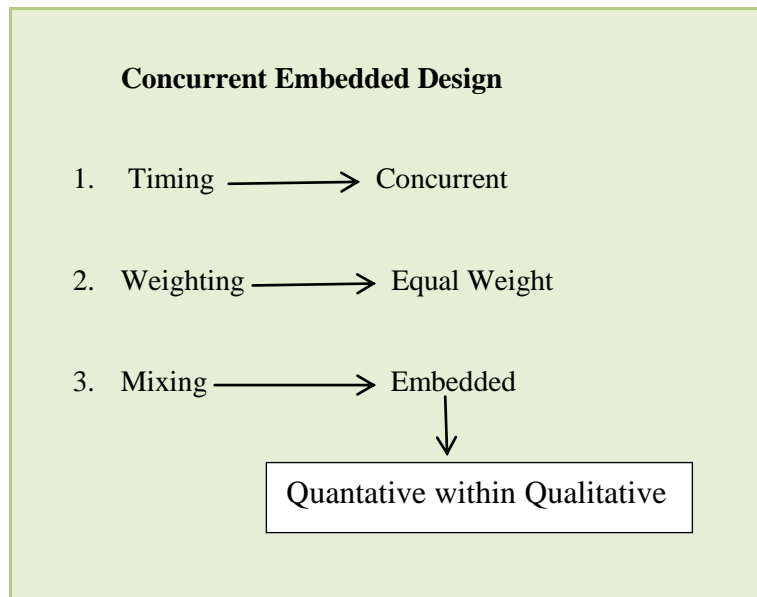 Concurrent Embedded Design
1. Timing Concurrent
2. Weighting Equal Weight
3. Mixing Embedded
Quantative within Qualitative